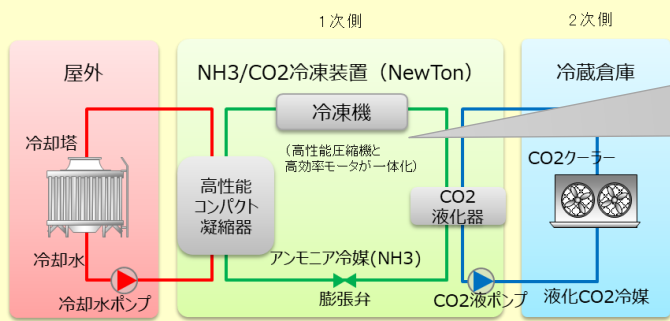 1次側
2次側
屋外
NH3/CO2冷凍装置（NewTon）
冷蔵倉庫
冷凍機
冷却塔
（高性能圧縮機と
高効率モータが一体化）
CO2クーラー
高性能
コンパクト
凝縮器
CO2
液化器
冷却水
アンモニア冷媒(NH3)
冷却水ポンプ
膨張弁
CO2液ポンプ
液化CO2冷媒